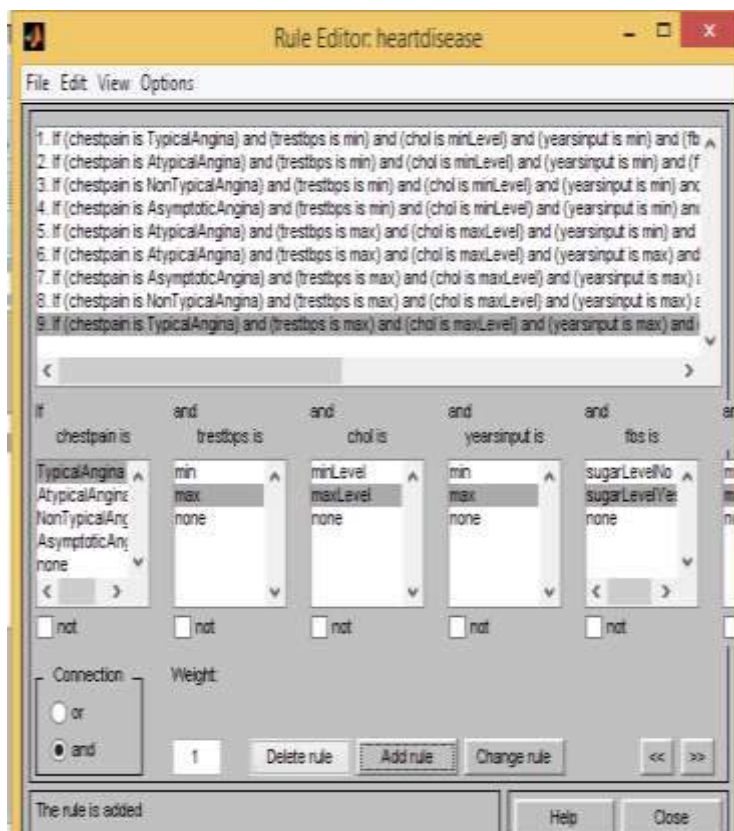 Rule Editor: heartdisease
File Edit View Options
1. If (chestpain is TypicalAngina) and (trestbps is min) and (chol is minLevel) and (yearsinput is min) and (fb
2. If (chestpain is AtypicalAngina) and (trestbps is min) and (chol is minLevel) and (yearsinput is min) and (f
3. If (chestpain is NonTypicalAngina) and (trestbps is min) and (chol is minLevel) and (yearsinput is min) and
4. If (chestpain is AsymptoticAngina) and (trestbps is min) and (chol is minLevel) and (yearsinput is min) an
5. If (chestpain is AtypicalAngina) and (trestbps is max) and (chol is maxLevel) and (yearsinput is min) and
6. If (chestpain is AtypicalAngina) and (trestbps is max) and (chol is maxLevel) and (yearsinput is max) and
7. If (chestpain is AsymptoticAngina) and (trestbps is max) and (chol is maxLevel) and (yearsinput is max) a
8. If (chestpain is NonTypicalAngina) and (trestbps is max) and (chol is maxLevel) and (yearsinput is max) a
9. If (chestpain is TypicalAngina) and (trestbps is max) and (chol is maxLevel) and (yearsinput is max) and
If and and and and
chestpain is trestbps is chol is yearsinput is fbs is
TypicalAngina min minLevel min sugarLevelNo
AtypicalAngina max maxLevel max sugarLevelYes
NonTypicalAng none none none none
AsymptoticAng
none
not not not not not
Connection Weight:
or
and 1 Delete rule Add rule Change rule << >>
The rule is added Help Close